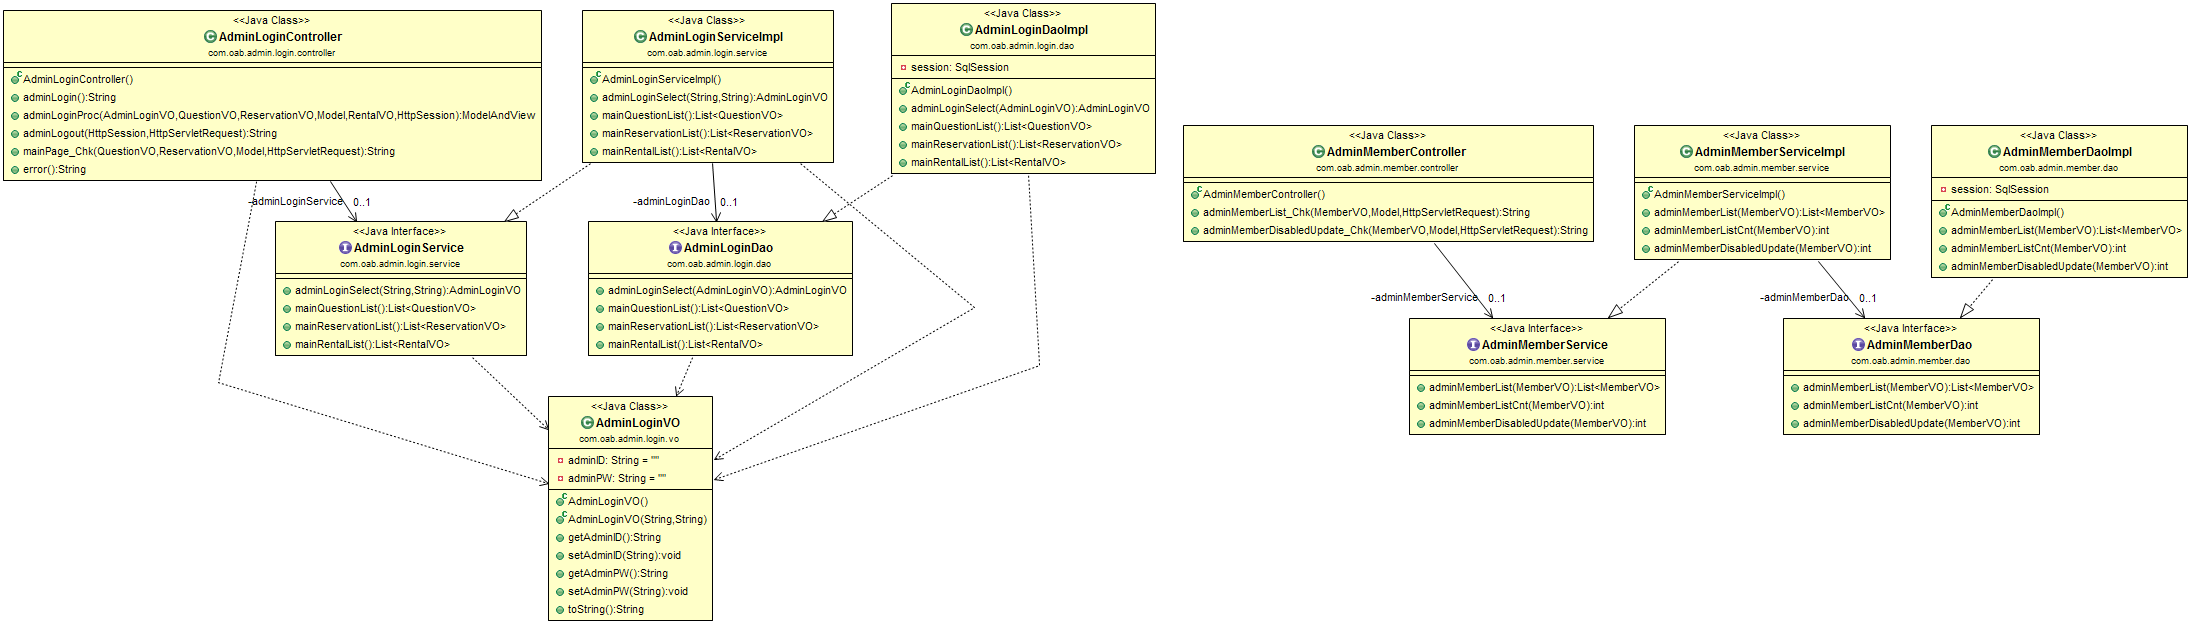 <<Java Class>>
AdminLoginController
com.oab.admin.login.controller
AdminLoginController()
adminLogin():String
adminLoginProc(AdminLoginVO,QuestionVO,ReservationVO,Model,RentalVO,HttpSession):ModelAndView
adminLogout(HttpSession,HttpServletRequest):String
mainPage_Chk(QuestionVO,ReservationVO,Model,HttpServletRequest):String
error():String
<<Java Class>>
AdminLoginServiceImpl
com.oab.admin.login.service
AdminLoginServiceImpl()
adminLoginSelect(String,String):AdminLoginVO
mainQuestionList():List<QuestionVO>
mainReservationList():List<ReservationVO>
mainRentalList():List<RentalVO>
<<Java Class>>
AdminLoginDaoImpl
com.oab.admin.login.dao
session: SqlSession
AdminLoginDaoImpl()
adminLoginSelect(AdminLoginVO):AdminLoginVO
mainQuestionList():List<QuestionVO>
mainReservationList():List<ReservationVO>
mainRentalList():List<RentalVO>
-adminLoginService 0..1
-adminLoginDao 0..1
<<Java Interface>>
AdminLoginService
com.oab.admin.login.service
adminLoginSelect(String,String):AdminLoginVO
mainQuestionList():List<QuestionVO>
mainReservationList():List<ReservationVO>
mainRentalList():List<RentalVO>
<<Java Interface>>
AdminLoginDao
com.oab.admin.login.dao
adminLoginSelect(AdminLoginVO):AdminLoginVO
mainQuestionList():List<QuestionVO>
mainReservationList():List<ReservationVO>
mainRentalList():List<RentalVO>
<<Java Class>>
AdminLoginVO
com.oab.admin.login.vo
adminID: String = ""
adminPW: String = ""
AdminLoginVO()
AdminLoginVO(String,String)
getAdminID():String
setAdminID(String):void
getAdminPW():String
setAdminPW(String):void
toString():String
<<Java Class>>
AdminMemberController
com.oab.admin.member.controller
AdminMemberController()
adminMemberList_Chk(MemberVO,Model,HttpServletRequest):String
adminMemberDisabledUpdate_Chk(MemberVO,Model,HttpServletRequest):String
<<Java Class>>
AdminMemberServiceImpl
com.oab.admin.member.service
AdminMemberServiceImpl()
adminMemberList(MemberVO):List<MemberVO>
adminMemberListCnt(MemberVO):int
adminMemberDisabledUpdate(MemberVO):int
<<Java Class>>
AdminMemberDaoImpl
com.oab.admin.member.dao
session: SqlSession
AdminMemberDaoImpl()
adminMemberList(MemberVO):List<MemberVO>
adminMemberListCnt(MemberVO):int
adminMemberDisabledUpdate(MemberVO):int
-adminMemberService 0..1
-adminMemberDao 0..1
<<Java Interface>>
AdminMemberService
com.oab.admin.member.service
adminMemberList(MemberVO):List<MemberVO>
adminMemberListCnt(MemberVO):int
adminMemberDisabledUpdate(MemberVO):int
<<Java Interface>>
AdminMemberDao
com.oab.admin.member.dao
adminMemberList(MemberVO):List<MemberVO>
adminMemberListCnt(MemberVO):int
adminMemberDisabledUpdate(MemberVO):int